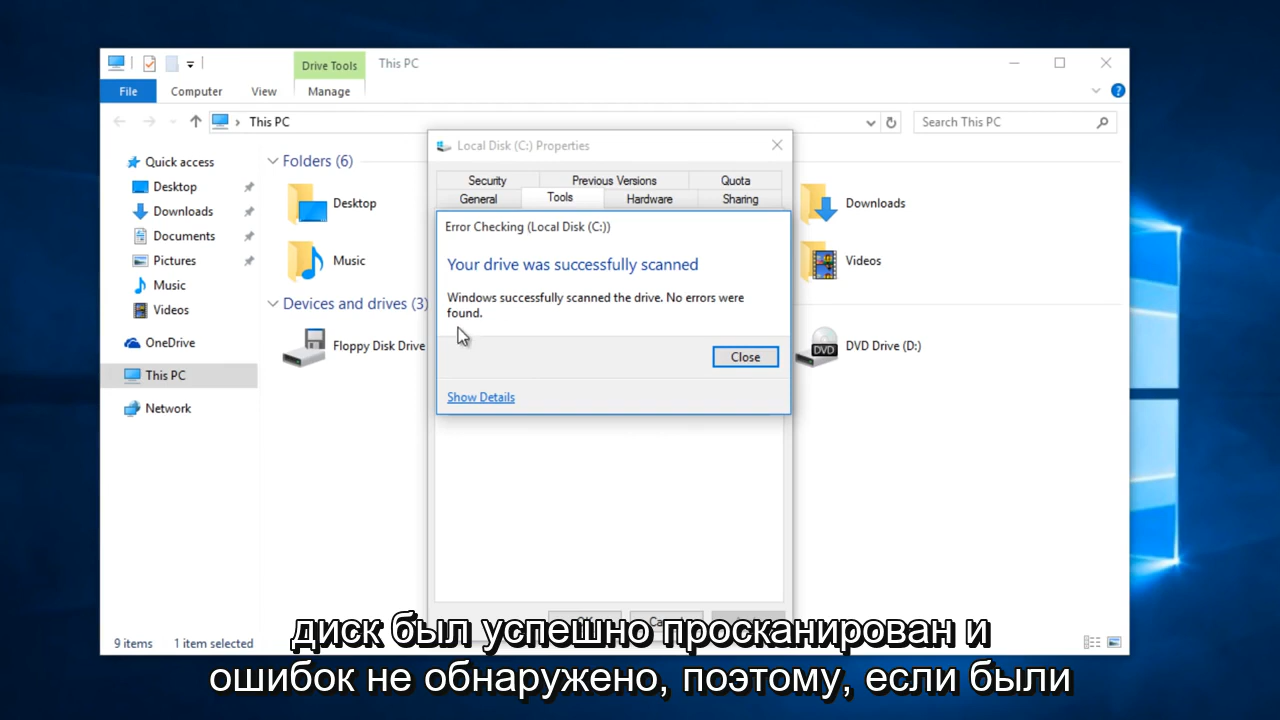 Drive Tools
This PC
File
Computer
View
Manage
This PC
Search This PC
Local Disk (C:) Properties
Quick access
Desktop
Downloads
Documents
Pictures
Music
Videos
OneDrive
This PC
Network
Folders (6)
Desktop
Music
Devices and drives (3)
Floppy Disk Drive
Security
Previous Versions
Quota
General
Tools
Hardware
Sharing
Error Checking (Local Disk (C:))
Your drive was successfully scanned
Windows successfully scanned the drive. No errors were
found.
Close
Show Details
Downloads
Videos
DVD Drive (D:)
DVD
9 items
1 item selected
диск был успешно просканирован и
ошибок не обнаружено, поэтому, если были